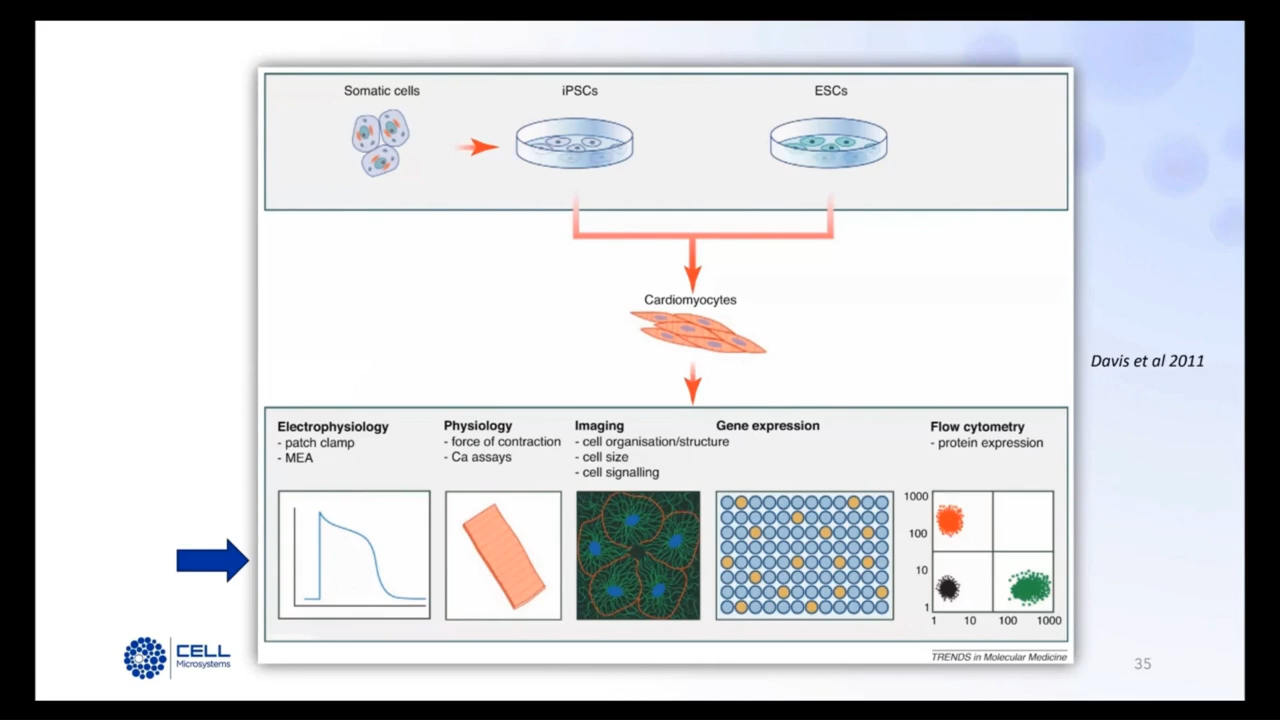 Somatic cells
iPSCs
ESCs
Cardiomyocytes
Davis et al 2011
Electrophysiology
- patch clamp
- MEA
Physiology
- force of contraction
- Ca assays
Imaging
- cell organisation/structure
- cell size
- cell signalling
Gene expression
Flow cytometry
- protein expression
1000
100
10
1
1 10 100 1000
TRENDS in Molecular Medicine
CELL
Microsystems
35